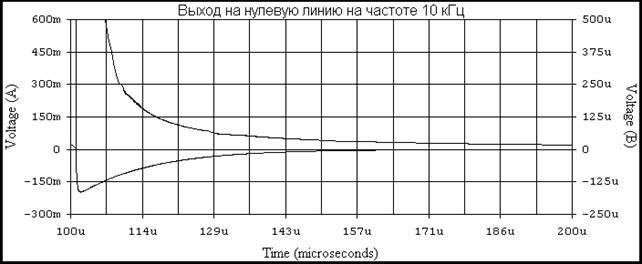 Выход на нулевую линию на частоте 10 кГц
600m 500u
450m 375u
300m 250u
150m 125u
0 0
-150m -125u
-300m -250u
Voltage (A)
Voltage (B)
100u 114u 129u 143u 157u 171u 186u 200u
Time (microseconds)